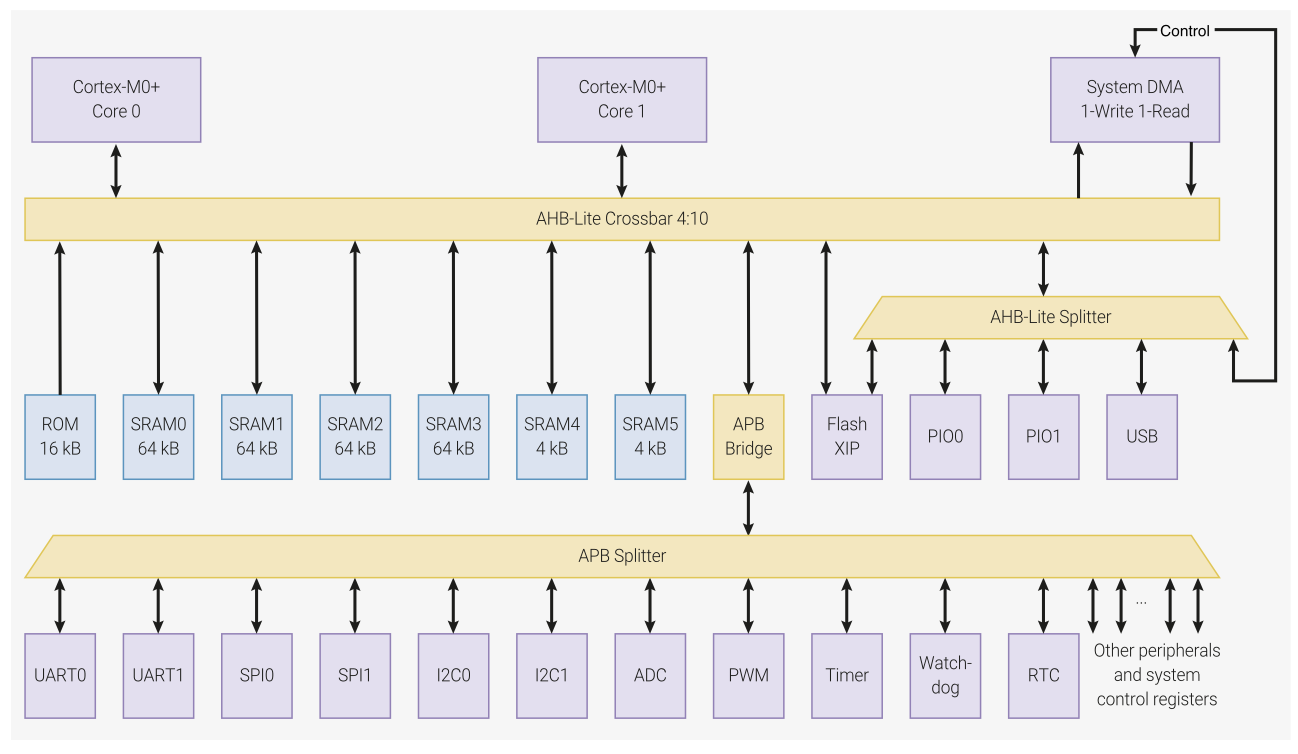 Control
Cortex-M0+
Core 0
Cortex-M0+
Core 1
System DMA
1-Write 1-Read
AHB-Lite Crossbar 4:10
AHB-Lite Splitter
ROM
16 kB
SRAM0
64 kB
SRAM1
64 kB
SRAM2
64 kB
SRAM3
64 kB
SRAM4
4 kB
SRAM5
4 kB
APB
Bridge
Flash
XIP
PIO0
PIO1
USB
APB Splitter
...
UART0
UART1
SPI0
SPI1
I2C0
I2C1
ADC
PWM
Timer
Watch-
dog
RTC
Other peripherals
and system
control registers